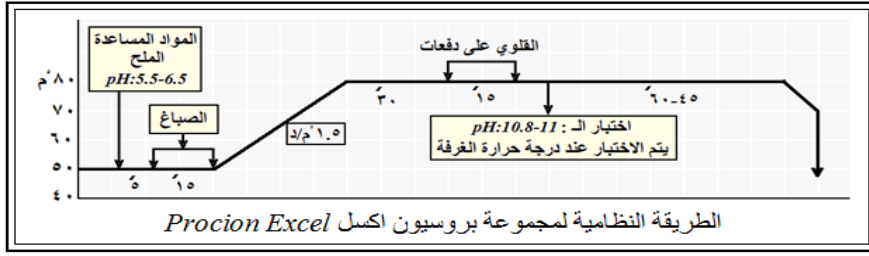 المواد المساعدة
الملح
pH:5.5-6.5
الصباغ
القلوي على دفعات
٨٠ °م
٧٠
٦٠
٥٠
٤٠
٥َ
١٥َ
١.٥ °م/د
٣٠َ
١٥َ
٤٥-٦٠َ
اختبار الـ : pH:10.8-11
يتم الاختبار عند درجة حرارة الغرفة
الطريقة النظامية لمجموعة بروسيون اكسل Procion Excel